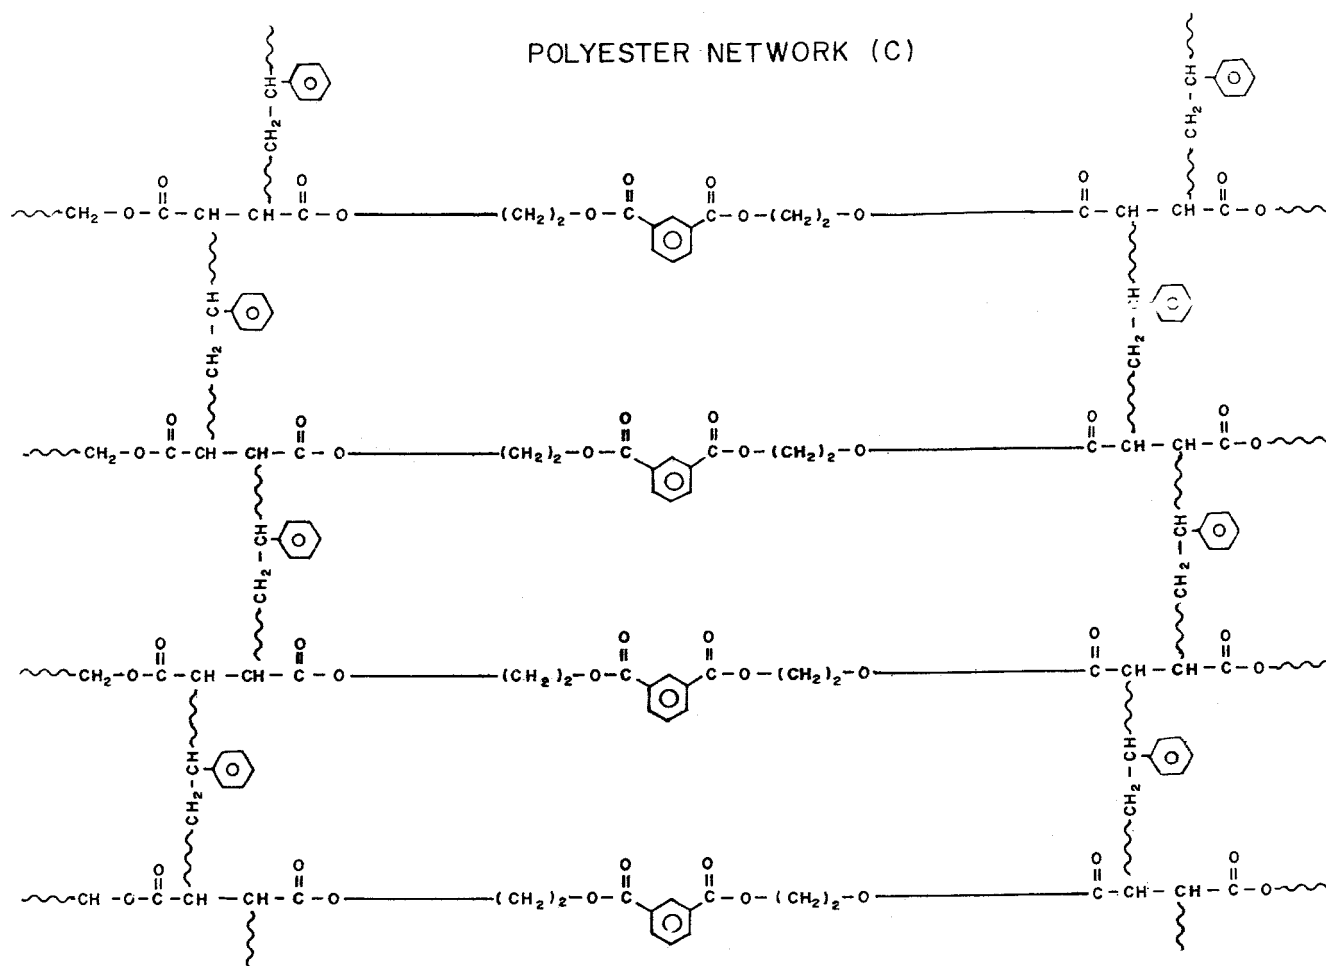 POLYESTER NETWORK (C)
CH₂-CH
CH₂-CH
O O O O O O
CH₂-O-C-CH-CH-C-O-(CH₂)₂-O-C C-O-(CH₂)₂-O-C-CH-CH-C-O
CH₂-CH
CH₂-CH
O O O O O O
CH₂-O-C-CH-CH-C-O-(CH₂)₂-O-C C-O-(CH₂)₂-O-C-CH-CH-C-O
CH₂-CH
CH₂-CH
O O O O O O
CH₂-O-C-CH-CH-C-O-(CH₂)₂-O-C C-O-(CH₂)₂-O-C-CH-CH-C-O
CH₂-CH
CH₂-CH
O O O O O O
CH-O-C-CH-CH-C-O-(CH₂)₂-O-C C-O-(CH₂)₂-O-C-CH-CH-C-O